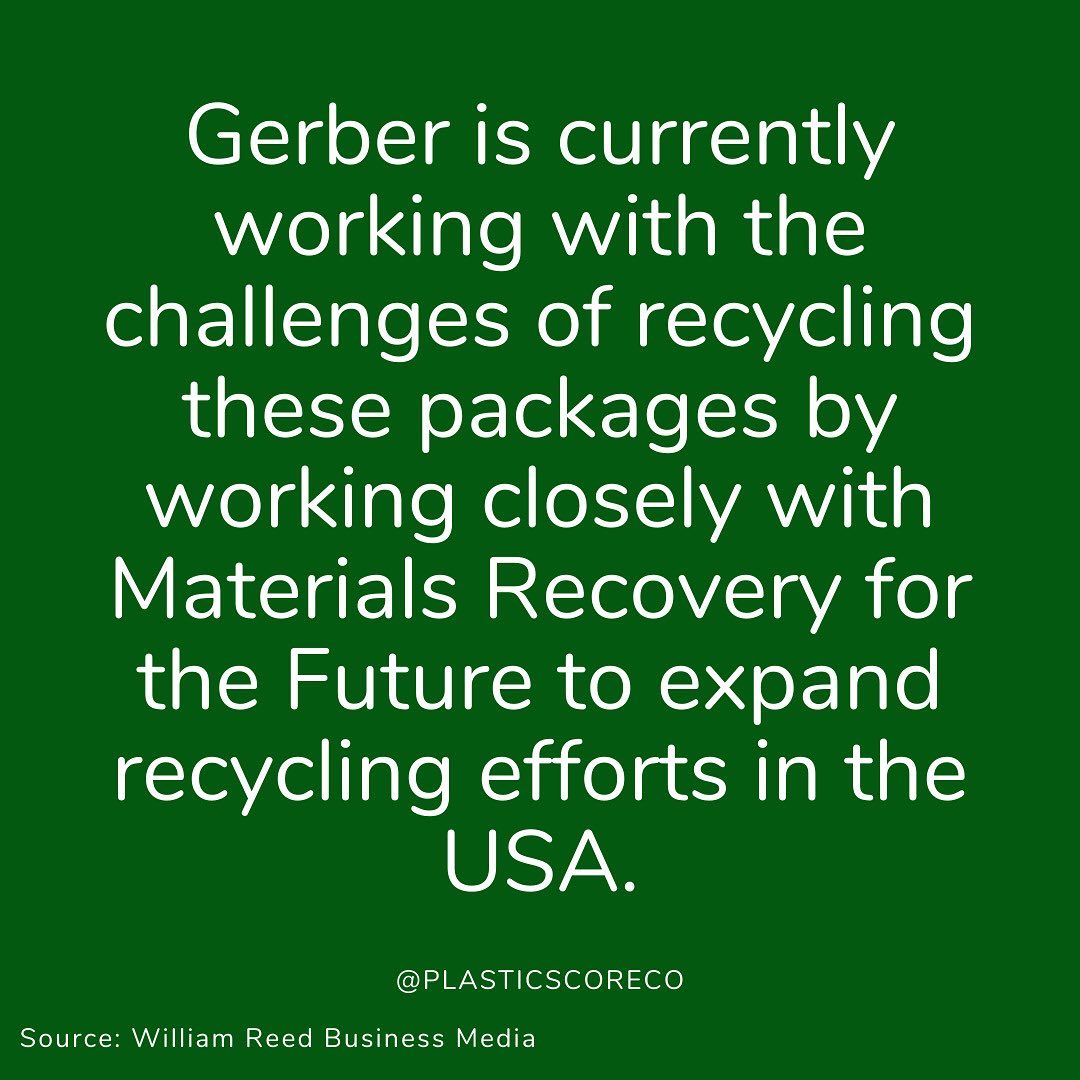 Gerber is currently
working with the
challenges of recycling
these packages by
working closely with
Materials Recovery for
the Future to expand
recycling efforts in the
USA.
@PLASTICSCORECO
Source: William Reed Business Media